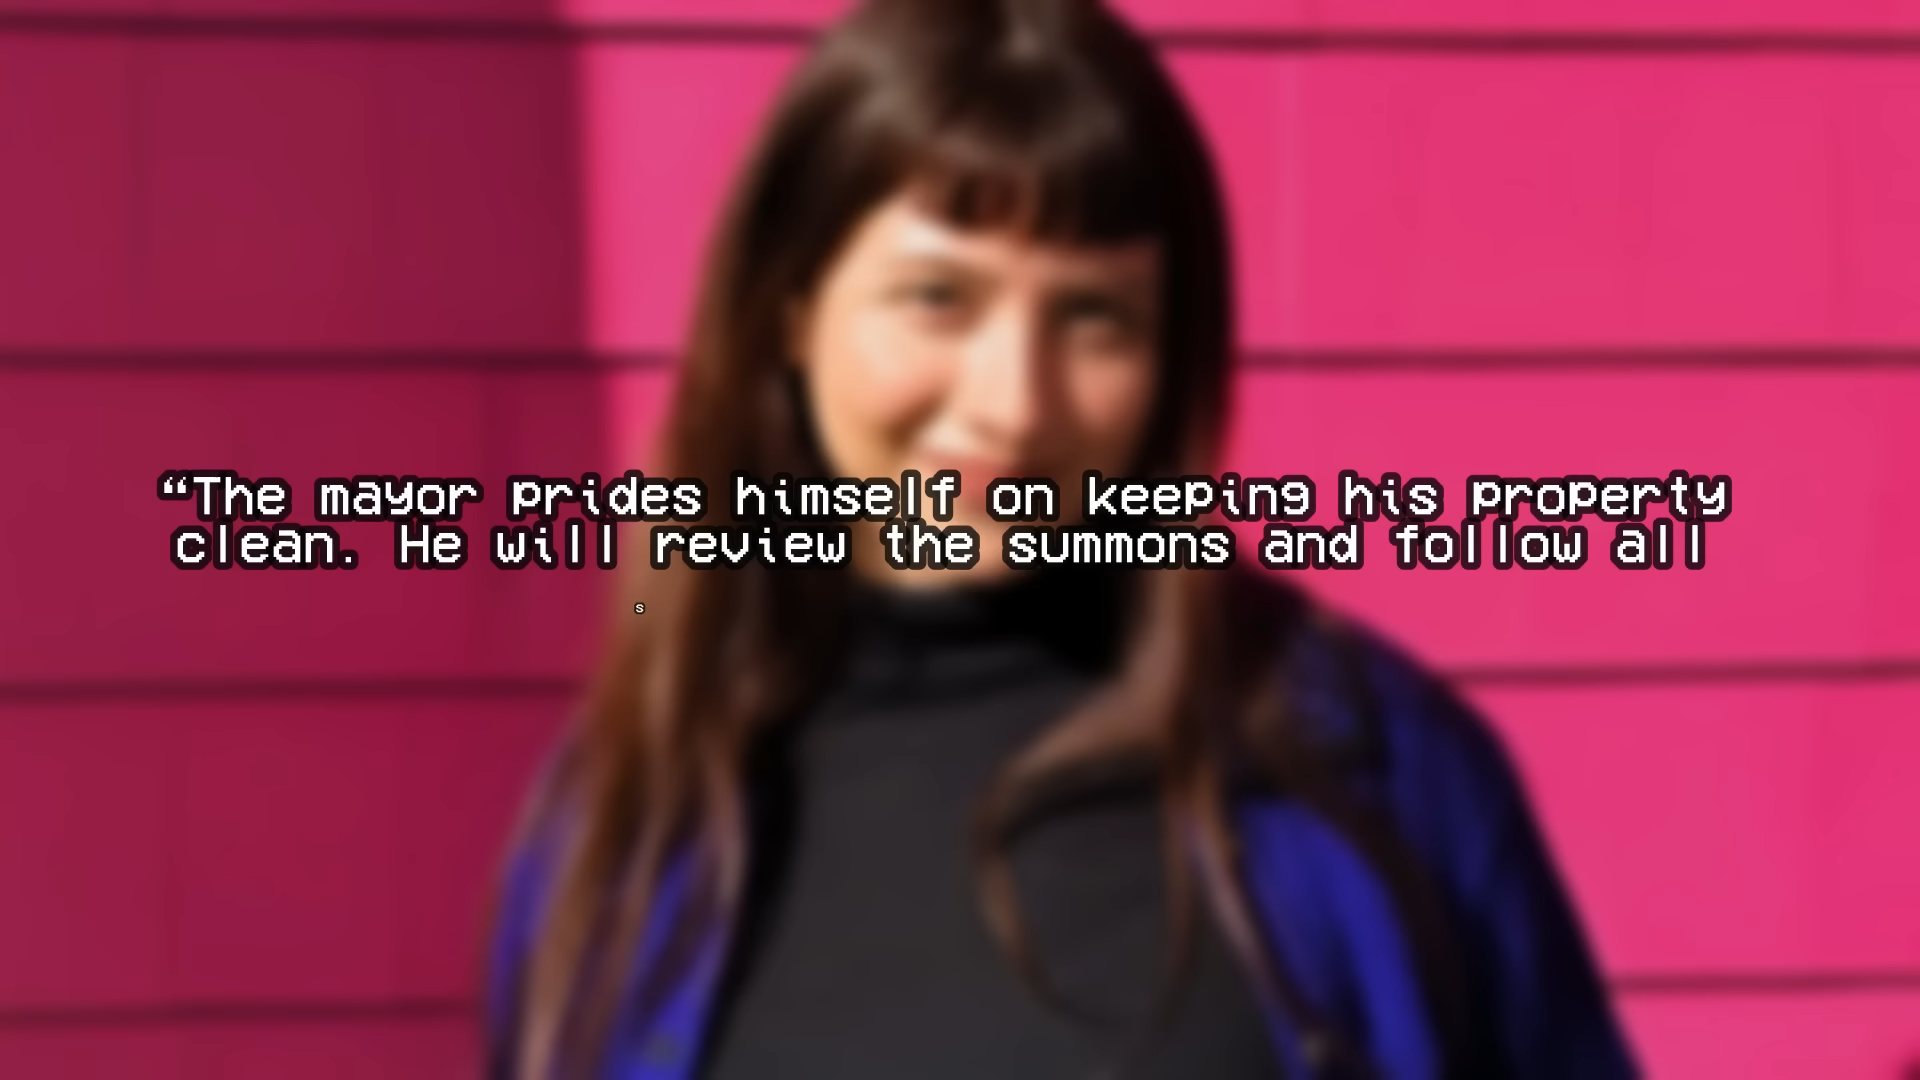 “The mayor prides himself on keeping his property
clean. He will review the summons and follow all
s